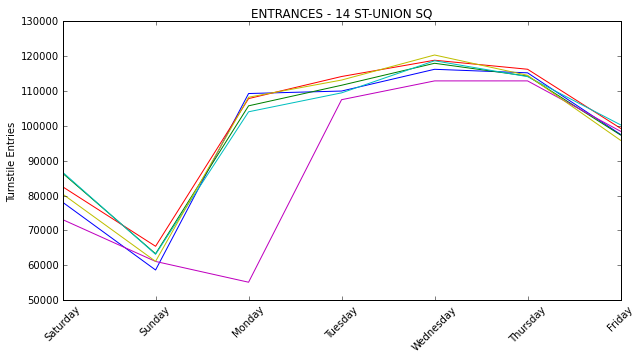 ENTRANCES - 14 ST-UNION SQ
Turnstile Entries
130000
120000
110000
100000
90000
80000
70000
60000
50000
Saturday
Sunday
Monday
Tuesday
Wednesday
Thursday
Friday